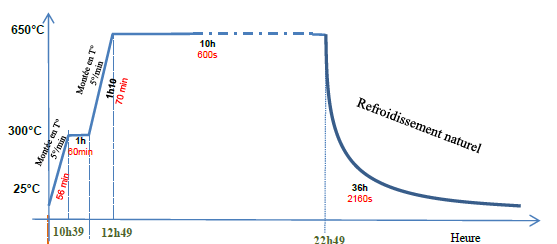 650°C
300°C
25°C
Montée en T°
5°/min
56 min
1h
60min
Montée en T°
5°/min
1h10
70 min
10h
600s
Refroidissement naturel
36h
2160s
10h39
12h49
22h49
Heure